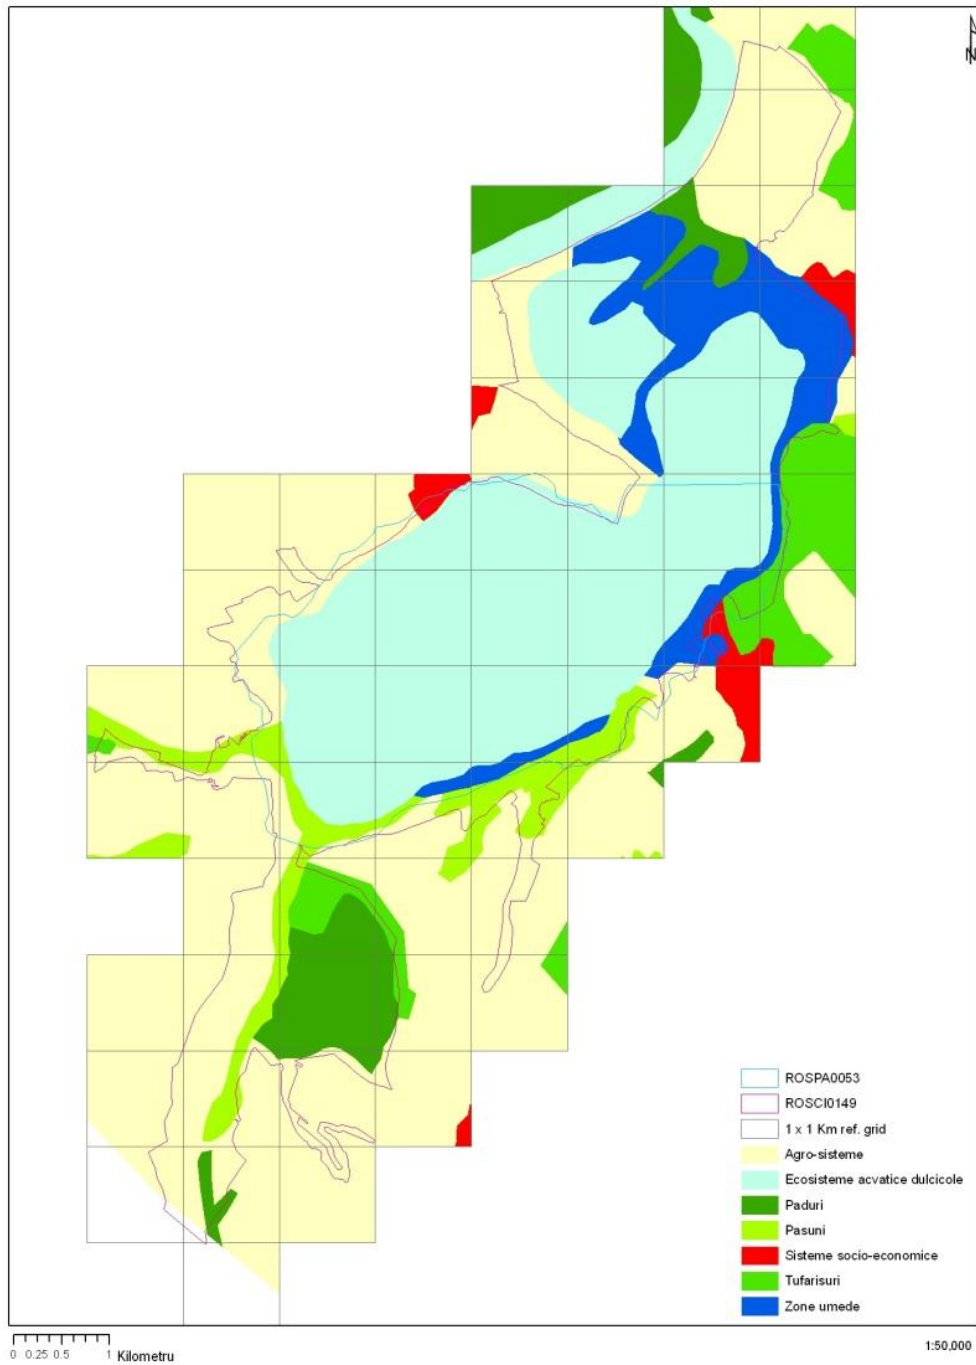 N
ROSPA0053
ROSCI0149
1 x 1 Km ref. grid
Agro-sisteme
Ecosisteme acvatice dulcicole
Paduri
Pasuni
Sisteme socio-economice
Tufarisuri
Zone umede
0 0.25 0.5 1 Kilometru
1:50,000